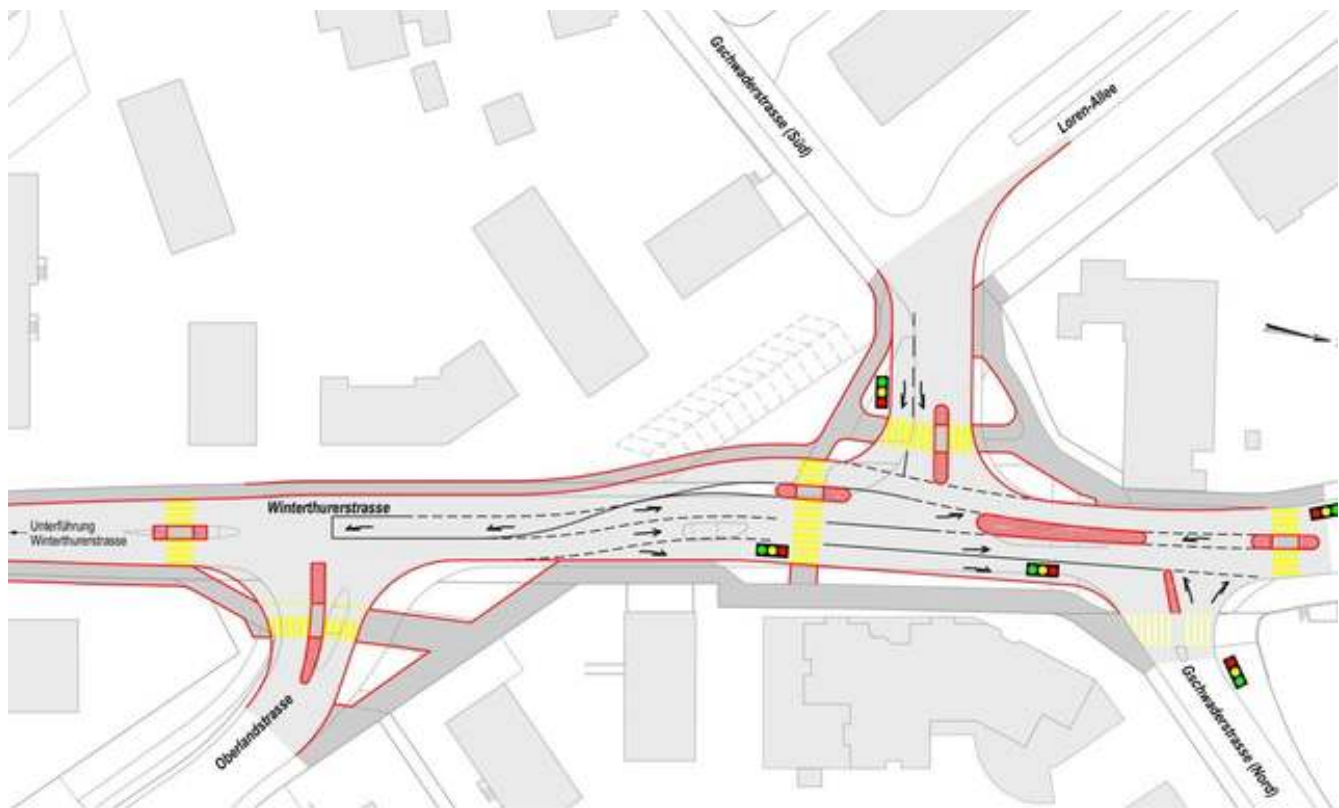 Gschwaderstrasse (Süd)
Loren-Allee
Winterthurerstrasse
Unterführung
Winterthurerstrasse
Oberlandstrasse
Gschwaderstrasse (Nord)